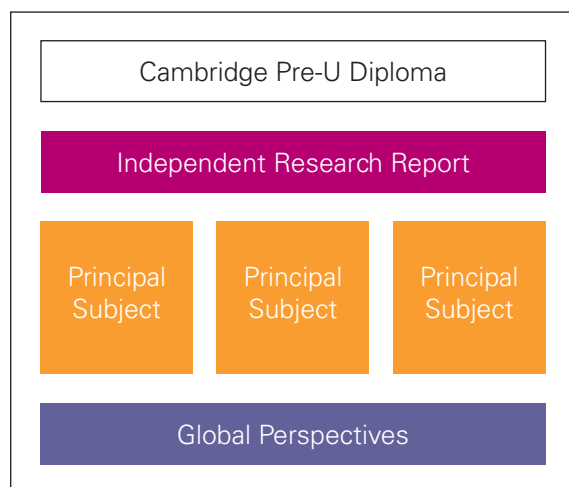 Cambridge Pre-U Diploma
Independent Research Report
Principal
Subject
Principal
Subject
Principal
Subject
Global Perspectives